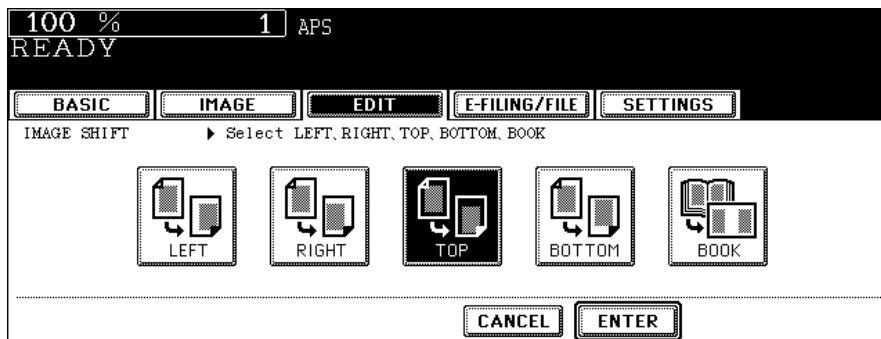 100 % 1 APS
READY
BASIC IMAGE EDIT E-FILING/FILE SETTINGS
IMAGE SHIFT Select LEFT, RIGHT, TOP, BOTTOM, BOOK
LEFT RIGHT TOP BOTTOM BOOK
CANCEL ENTER